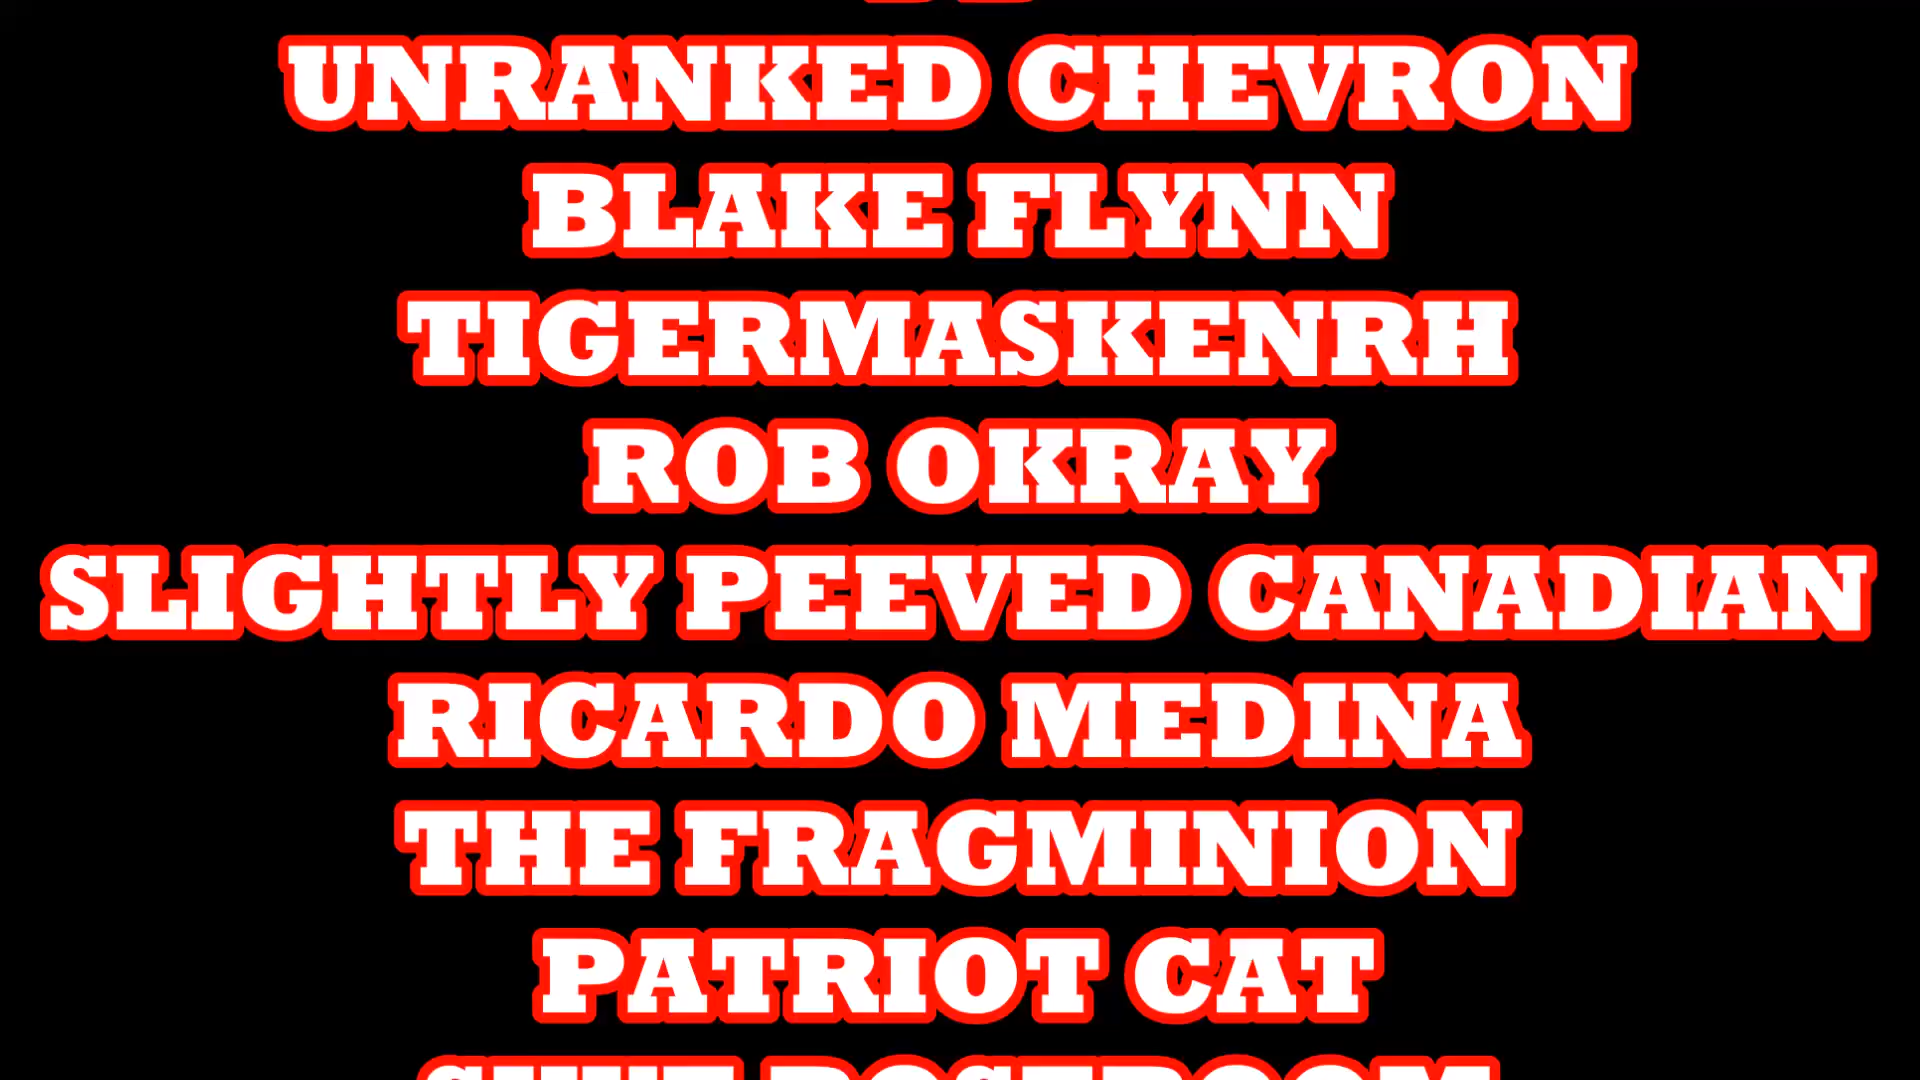 UNRANKED CHEVRON
BLAKE FLYNN
TIGERMASKENRH
ROB OKRAY
SLIGHTLY PEEVED CANADIAN
RICARDO MEDINA
THE FRAGMINION
PATRIOT CAT